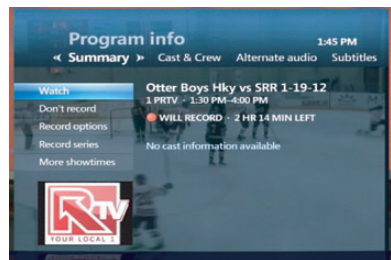 Program info
1:45 PM
« Summary » Cast & Crew Alternate audio Subtitles
Watch
Don't record
Record options
Record series
More showtimes
Otter Boys Hky vs SRR 1-19-12
1 PRTV - 1:30 PM-4:00 PM
WILL RECORD - 2 HR 14 MIN LEFT
No cast information available
RTV
YOUR LOCAL 1